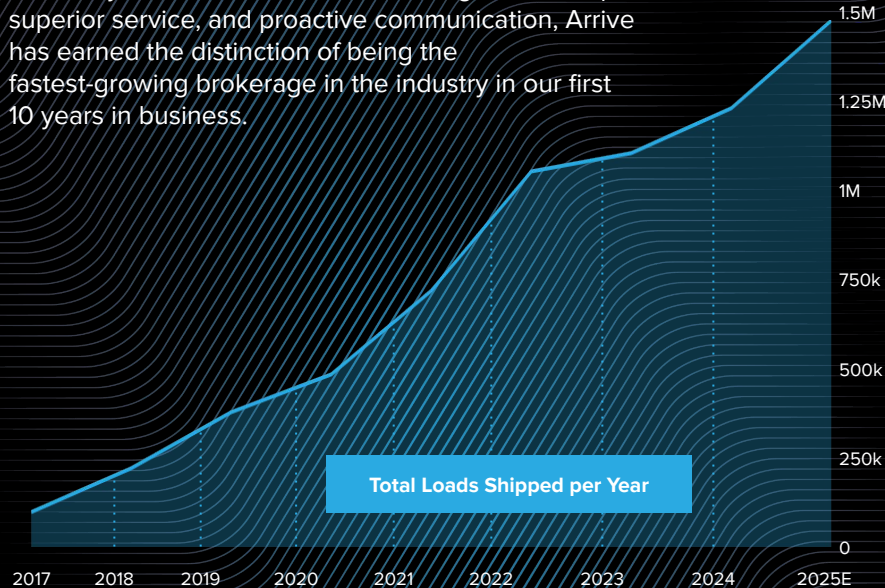 superior service, and proactive communication, Arrive
has earned the distinction of being the
fastest-growing brokerage in the industry in our first
10 years in business.
1.5M
1.25M
1M
750k
500k
250k
0
Total Loads Shipped per Year
2017 2018 2019 2020 2021 2022 2023 2024 2025E